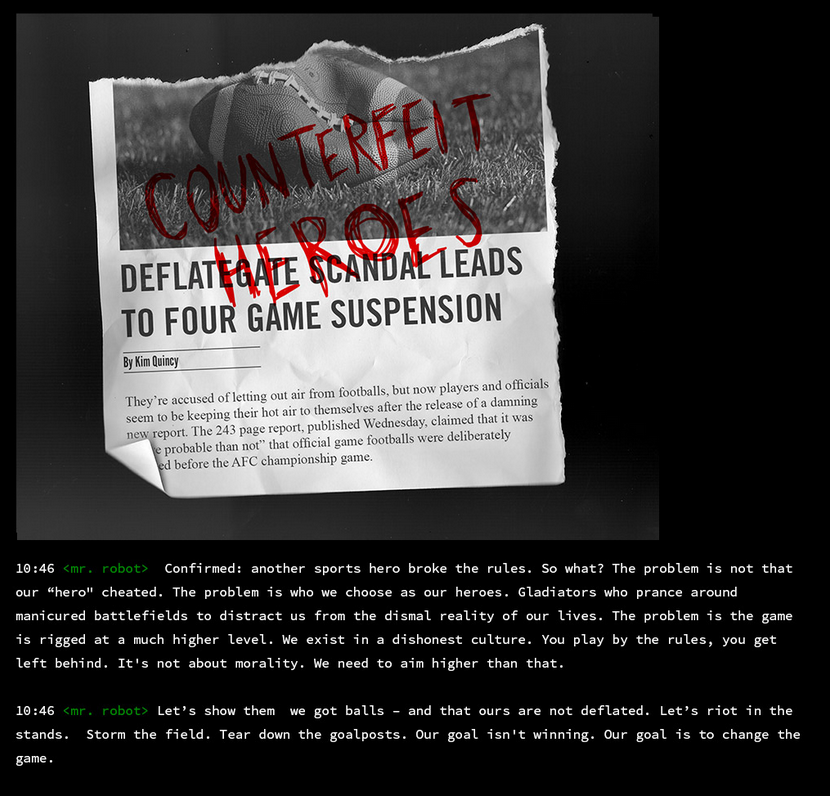 COUNTERFEIT
HEROES
DEFLATEGATE SCANDAL LEADS
TO FOUR GAME SUSPENSION
By Kim Quincy
They’re accused of letting out air from footballs, but now players and officials
seem to be keeping their hot air to themselves after the release of a damning
new report. The 243 page report, published Wednesday, claimed that it was
e probable than not” that official game footballs were deliberately
ed before the AFC championship game.
10:46 <mr. robot>  Confirmed: another sports hero broke the rules. So what? The problem is not that
our “hero" cheated. The problem is who we choose as our heroes. Gladiators who prance around
manicured battlefields to distract us from the dismal reality of our lives. The problem is the game
is rigged at a much higher level. We exist in a dishonest culture. You play by the rules, you get
left behind. It's not about morality. We need to aim higher than that.
10:46 <mr. robot> Let’s show them  we got balls – and that ours are not deflated. Let’s riot in the
stands.  Storm the field. Tear down the goalposts. Our goal isn't winning. Our goal is to change the
game.